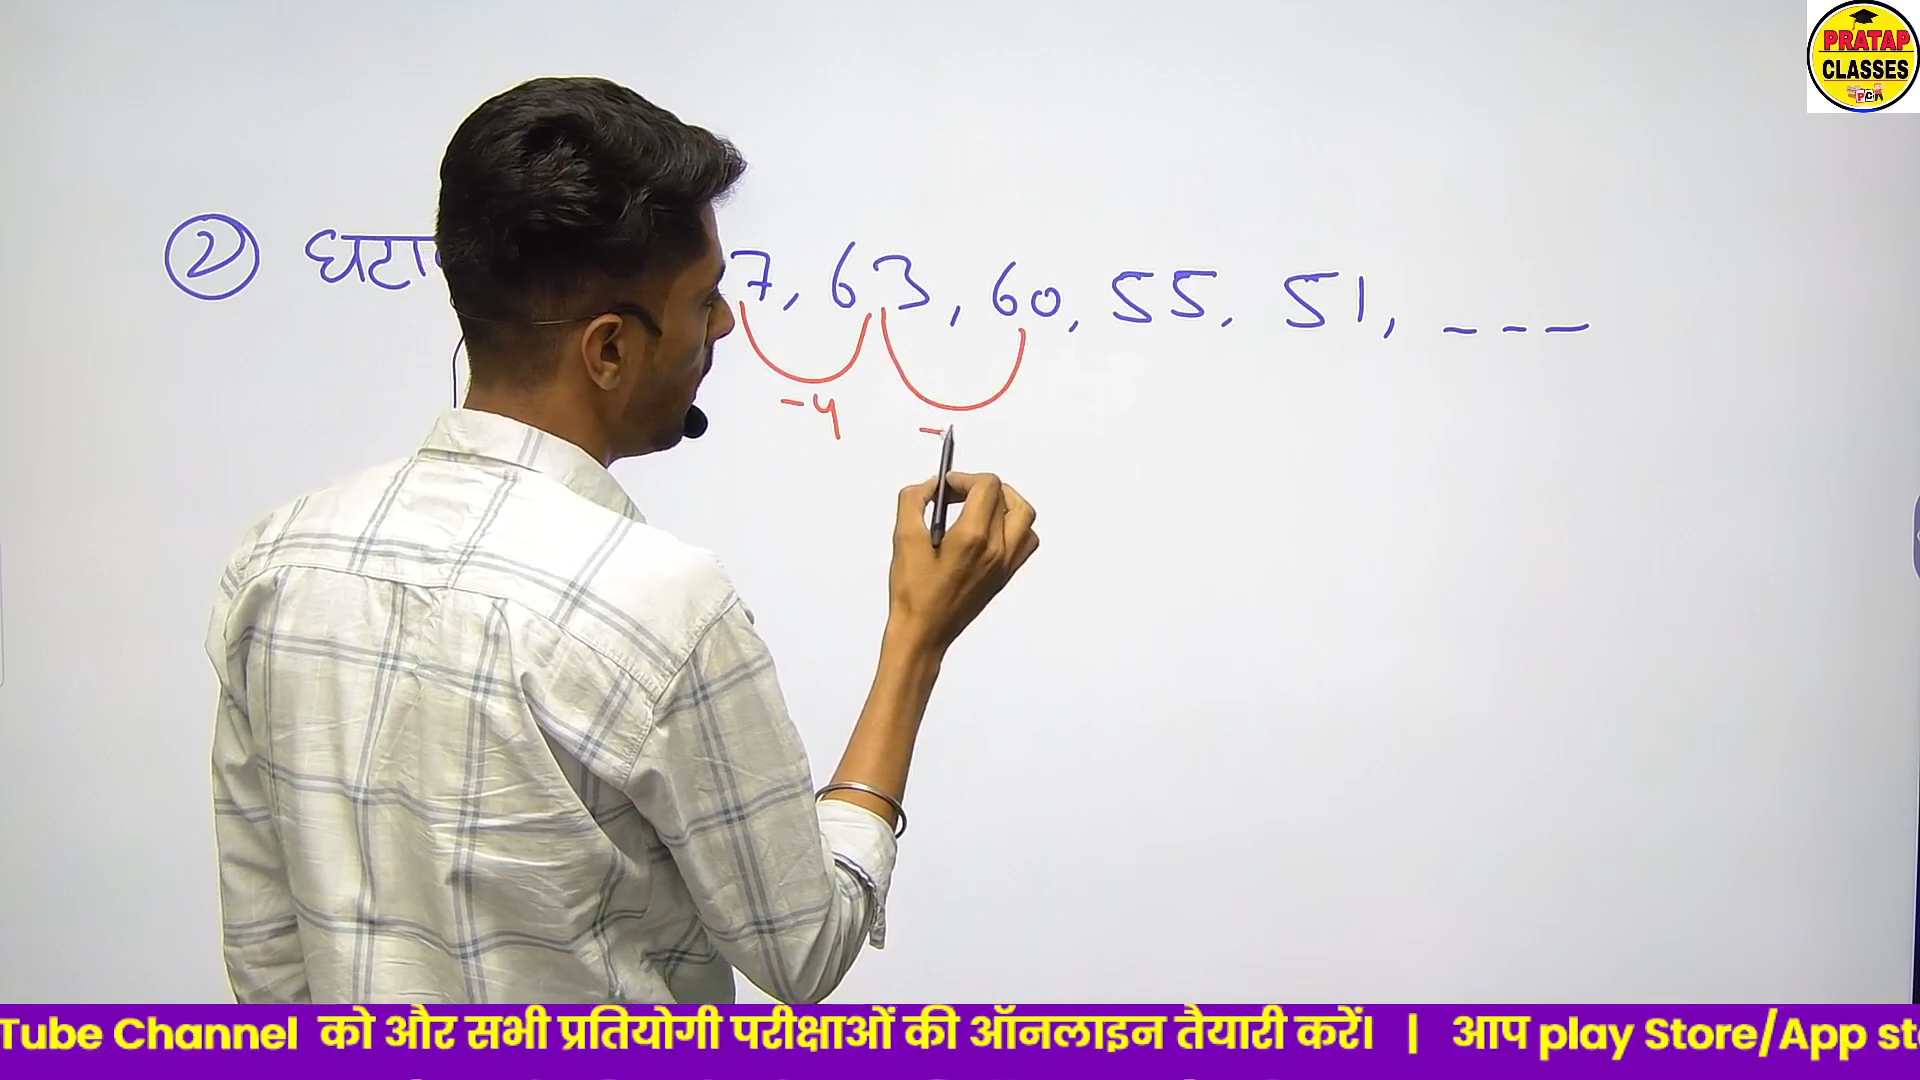 PRATAP
CLASSES
② घटा 7, 63, 60, 55, 51, ---
-4 -
Tube Channel को और सभी प्रतियोगी परीक्षाओं की ऑनलाइन तैयारी करें। | आप play Store/App st